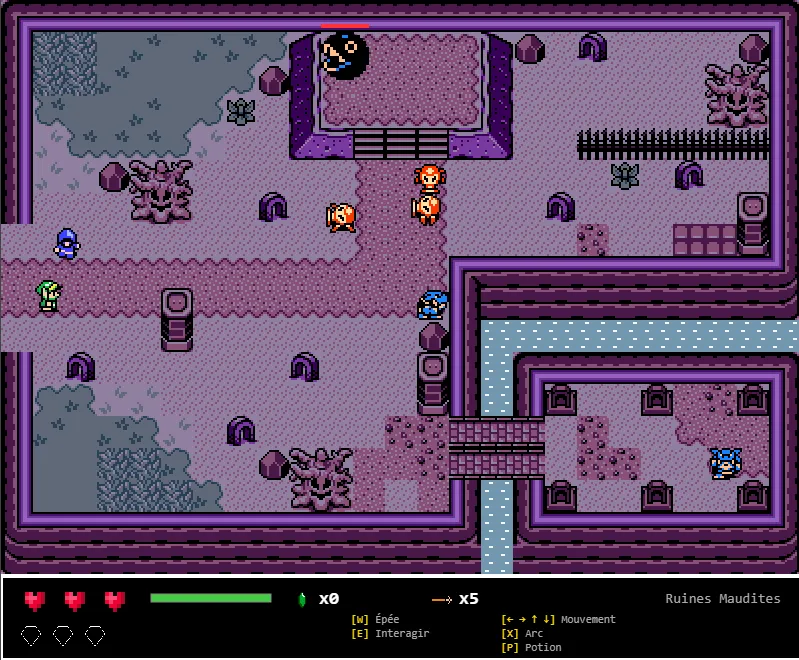 x0 x5 Ruines Maudites
[W] Épée [← → ↑ ↓] Mouvement
[E] Interagir [X] Arc
[P] Potion